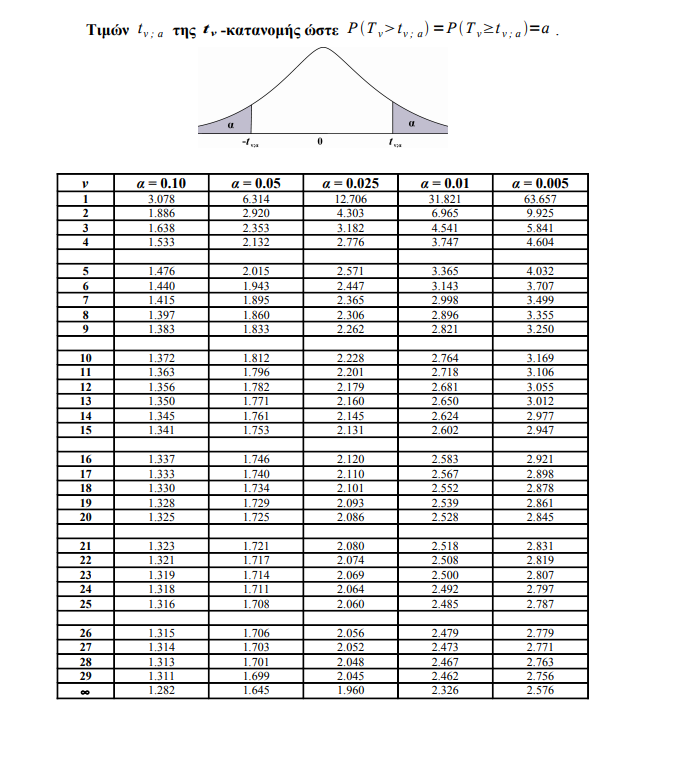 Τιμών t_{ν; a} της t_ν -κατανομής ώστε P(T_ν>t_{ν; a})=P(T_ν≥t_{ν; a})=a .
α α
-t_{ν;α} 0 t_{ν;α}
ν α = 0.10 α = 0.05 α = 0.025 α = 0.01 α = 0.005
1 3.078 6.314 12.706 31.821 63.657
2 1.886 2.920 4.303 6.965 9.925
3 1.638 2.353 3.182 4.541 5.841
4 1.533 2.132 2.776 3.747 4.604
5 1.476 2.015 2.571 3.365 4.032
6 1.440 1.943 2.447 3.143 3.707
7 1.415 1.895 2.365 2.998 3.499
8 1.397 1.860 2.306 2.896 3.355
9 1.383 1.833 2.262 2.821 3.250
10 1.372 1.812 2.228 2.764 3.169
11 1.363 1.796 2.201 2.718 3.106
12 1.356 1.782 2.179 2.681 3.055
13 1.350 1.771 2.160 2.650 3.012
14 1.345 1.761 2.145 2.624 2.977
15 1.341 1.753 2.131 2.602 2.947
16 1.337 1.746 2.120 2.583 2.921
17 1.333 1.740 2.110 2.567 2.898
18 1.330 1.734 2.101 2.552 2.878
19 1.328 1.729 2.093 2.539 2.861
20 1.325 1.725 2.086 2.528 2.845
21 1.323 1.721 2.080 2.518 2.831
22 1.321 1.717 2.074 2.508 2.819
23 1.319 1.714 2.069 2.500 2.807
24 1.318 1.711 2.064 2.492 2.797
25 1.316 1.708 2.060 2.485 2.787
26 1.315 1.706 2.056 2.479 2.779
27 1.314 1.703 2.052 2.473 2.771
28 1.313 1.701 2.048 2.467 2.763
29 1.311 1.699 2.045 2.462 2.756
∞ 1.282 1.645 1.960 2.326 2.576